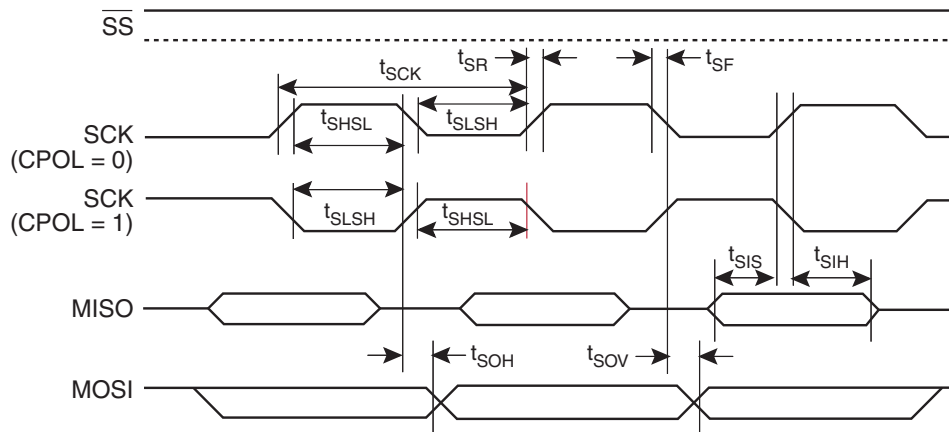 SS
tSR
tSF
tSCK
tSHSL
tSLSH
SCK
(CPOL = 0)
SCK
(CPOL = 1)
tSLSH
tSHSL
tSIS
tSIH
MISO
tSOH
tSOV
MOSI